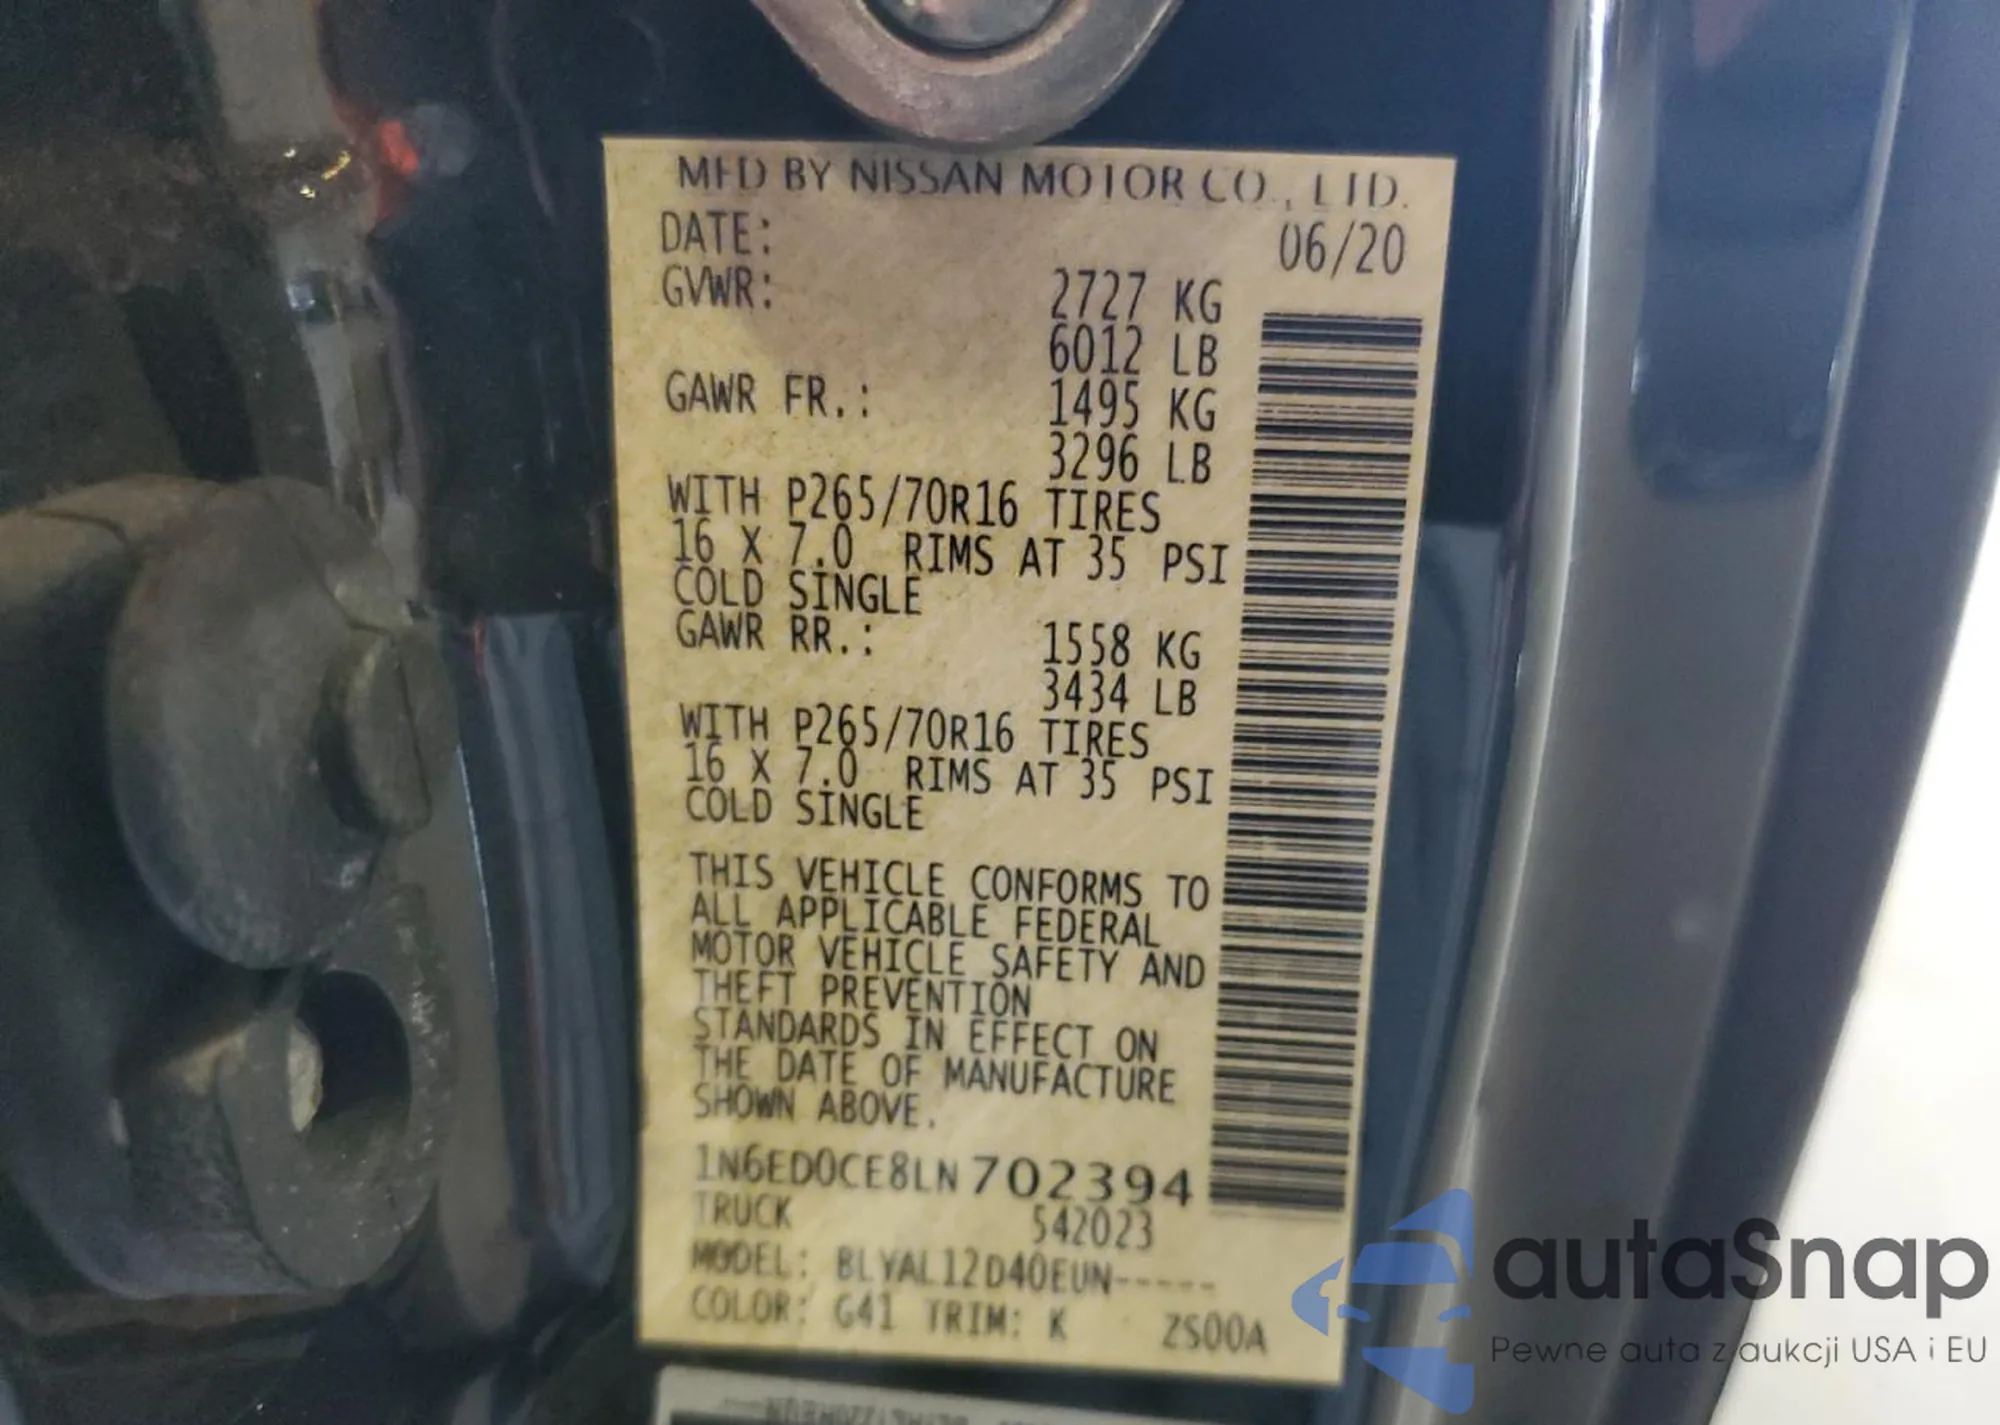 MFD BY NISSAN MOTOR CO., LTD.
DATE: 06/20
GVWR: 2727 KG
6012 LB
GAWR FR.: 1495 KG
3296 LB
WITH P265/70R16 TIRES
16 X 7.0 RIMS AT 35 PSI
COLD SINGLE
GAWR RR.: 1558 KG
3434 LB
WITH P265/70R16 TIRES
16 X 7.0 RIMS AT 35 PSI
COLD SINGLE
THIS VEHICLE CONFORMS TO
ALL APPLICABLE FEDERAL
MOTOR VEHICLE SAFETY AND
THEFT PREVENTION
STANDARDS IN EFFECT ON
THE DATE OF MANUFACTURE
SHOWN ABOVE.
1N6ED0CE8LN702394
TRUCK 542023
MODEL: BLYAL12D40EUN-----
COLOR: G41 TRIM: K ZS00A
autaSnap
Pewne auta z aukcji USA i EU